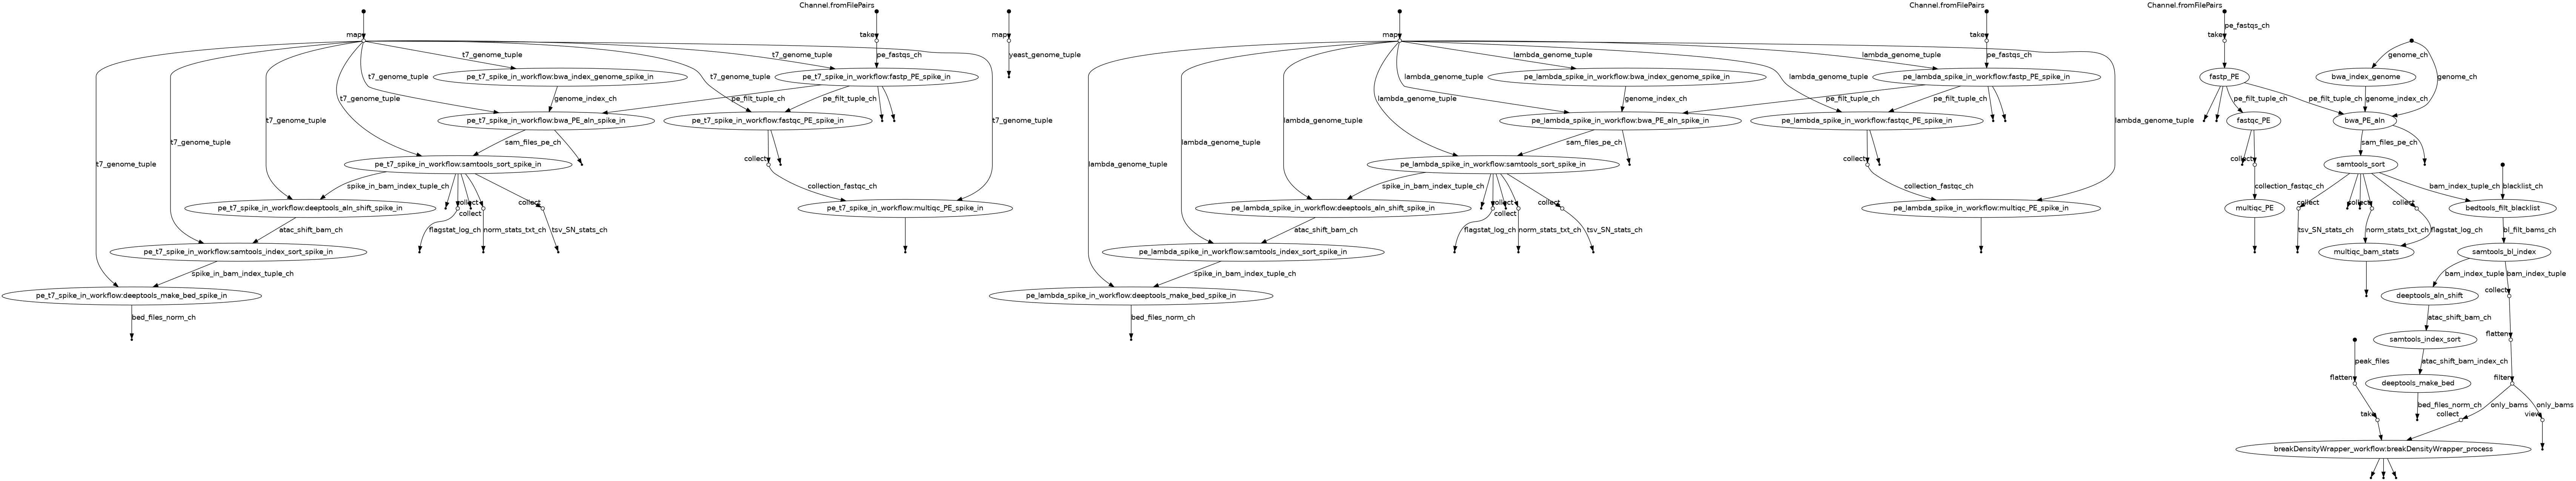 Channel.fromFilePairs
Channel.fromFilePairs
Channel.fromFilePairs
pe_fastqs_ch
map
take
map
map
take
take
t7_genome_tuple
t7_genome_tuple
pe_fastqs_ch
yeast_genome_tuple
lambda_genome_tuple
lambda_genome_tuple
pe_fastqs_ch
genome_ch
pe_t7_spike_in_workflow:bwa_index_genome_spike_in
pe_t7_spike_in_workflow:fastp_PE_spike_in
pe_lambda_spike_in_workflow:bwa_index_genome_spike_in
pe_lambda_spike_in_workflow:fastp_PE_spike_in
fastp_PE
bwa_index_genome
genome_ch
t7_genome_tuple
t7_genome_tuple
lambda_genome_tuple
lambda_genome_tuple
t7_genome_tuple
genome_index_ch
pe_filt_tuple_ch
pe_filt_tuple_ch
lambda_genome_tuple
genome_index_ch
pe_filt_tuple_ch
pe_filt_tuple_ch
pe_filt_tuple_ch
pe_filt_tuple_ch
genome_index_ch
t7_genome_tuple
pe_t7_spike_in_workflow:bwa_PE_aln_spike_in
pe_t7_spike_in_workflow:fastqc_PE_spike_in
t7_genome_tuple
lambda_genome_tuple
pe_lambda_spike_in_workflow:bwa_PE_aln_spike_in
pe_lambda_spike_in_workflow:fastqc_PE_spike_in
lambda_genome_tuple
fastqc_PE
bwa_PE_aln
t7_genome_tuple
sam_files_pe_ch
lambda_genome_tuple
sam_files_pe_ch
sam_files_pe_ch
collect
collect
collect
t7_genome_tuple
pe_t7_spike_in_workflow:samtools_sort_spike_in
lambda_genome_tuple
pe_lambda_spike_in_workflow:samtools_sort_spike_in
samtools_sort
spike_in_bam_index_tuple_ch
collection_fastqc_ch
spike_in_bam_index_tuple_ch
collection_fastqc_ch
collection_fastqc_ch
bam_index_tuple_ch
blacklist_ch
collect
collect
collect
collect
collect
collect
collect
collect
collect
pe_t7_spike_in_workflow:deeptools_aln_shift_spike_in
pe_t7_spike_in_workflow:multiqc_PE_spike_in
pe_lambda_spike_in_workflow:deeptools_aln_shift_spike_in
pe_lambda_spike_in_workflow:multiqc_PE_spike_in
multiqc_PE
bedtools_filt_blacklist
atac_shift_bam_ch
flagstat_log_ch
norm_stats_txt_ch
tsv_SN_stats_ch
atac_shift_bam_ch
flagstat_log_ch
norm_stats_txt_ch
tsv_SN_stats_ch
tsv_SN_stats_ch
norm_stats_txt_ch
flagstat_log_ch
bl_filt_bams_ch
pe_t7_spike_in_workflow:samtools_index_sort_spike_in
pe_lambda_spike_in_workflow:samtools_index_sort_spike_in
multiqc_bam_stats
samtools_bl_index
spike_in_bam_index_tuple_ch
spike_in_bam_index_tuple_ch
bam_index_tuple
bam_index_tuple
collect
pe_t7_spike_in_workflow:deeptools_make_bed_spike_in
pe_lambda_spike_in_workflow:deeptools_make_bed_spike_in
deeptools_aln_shift
bed_files_norm_ch
bed_files_norm_ch
atac_shift_bam_ch
flatten
samtools_index_sort
peak_files
atac_shift_bam_index_ch
flatten
filter
deeptools_make_bed
bed_files_norm_ch
only_bams
only_bams
take
collect
view
breakDensityWrapper_workflow:breakDensityWrapper_process